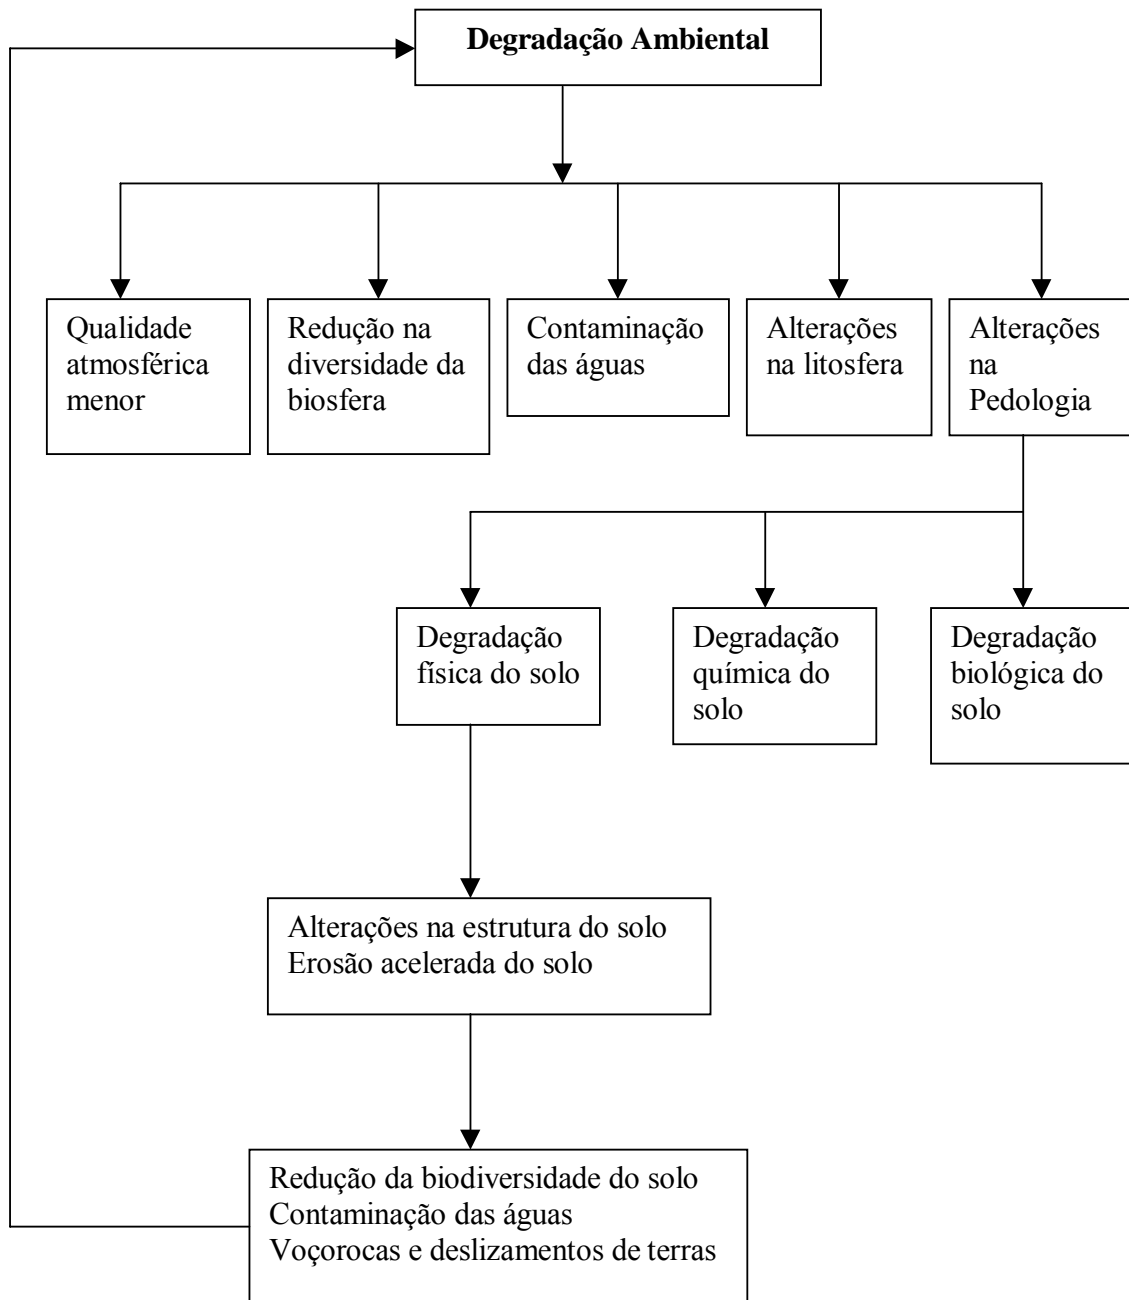 Degradação Ambiental
Qualidade
atmosférica
menor
Redução na
diversidade da
biosfera
Contaminação
das águas
Alterações
na litosfera
Alterações
na
Pedologia
Degradação
física do solo
Degradação
química do
solo
Degradação
biológica do
solo
Alterações na estrutura do solo
Erosão acelerada do solo
Redução da biodiversidade do solo
Contaminação das águas
Voçorocas e deslizamentos de terras